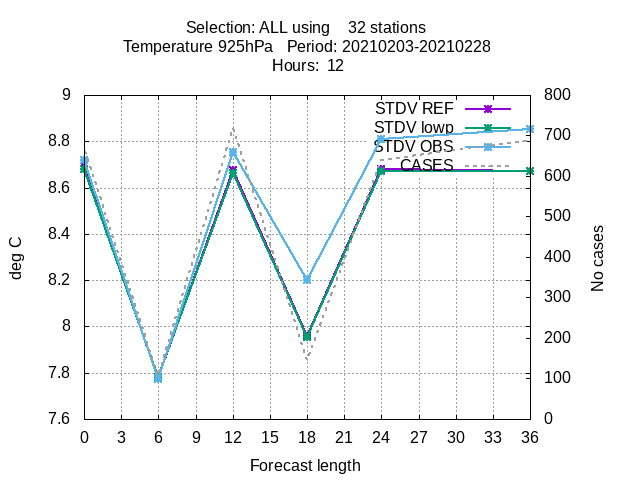 Selection: ALL using    32 stations
Temperature 925hPa   Period: 20210203-20210228
Hours:  12
9
8.8
8.6
8.4
8.2
8
7.8
7.6
deg C
800
700
600
500
400
300
200
100
0
No cases
STDV REF
STDV lowp
STDV OBS
CASES
0 3 6 9 12 15 18 21 24 27 30 33 36
Forecast length